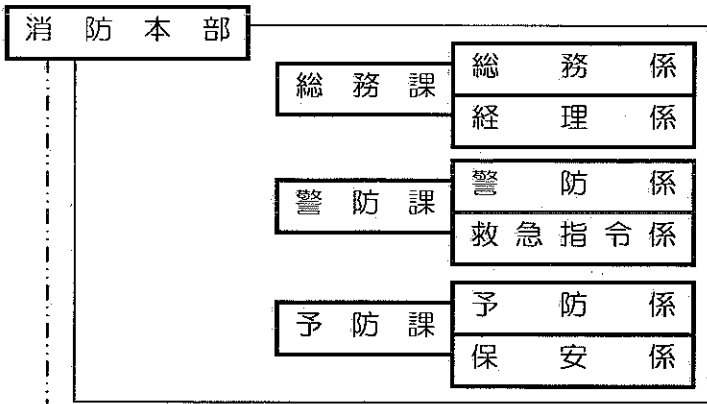 消防本部
総務課
総務係
経理係
警防課
警防係
救急指令係
予防課
予防係
保安係